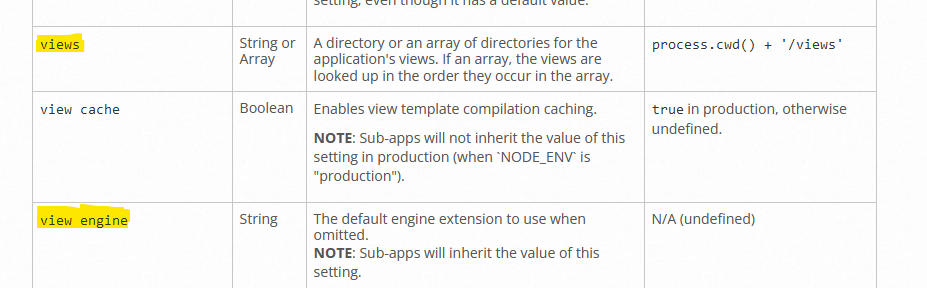 setting, even though it has a default value.
views
String or
Array
A directory or an array of directories for the
application's views. If an array, the views are
looked up in the order they occur in the array.
process.cwd() + '/views'
view cache
Boolean
Enables view template compilation caching.
NOTE: Sub-apps will not inherit the value of this
setting in production (when `NODE_ENV` is
"production").
true in production, otherwise
undefined.
view engine
String
The default engine extension to use when
omitted.
NOTE: Sub-apps will inherit the value of this
setting.
N/A (undefined)